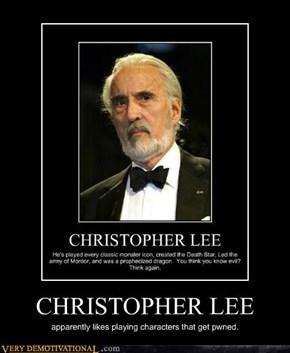 CHRISTOPHER LEE
He's played every classic monster icon, created the Death Star, Led the
army of Mordor, and was a prophecized dragon. You think you know evil?
Think again.
CHRISTOPHER LEE
apparently likes playing characters that get pwned.
VERY DEMOTIVATIONAL.com